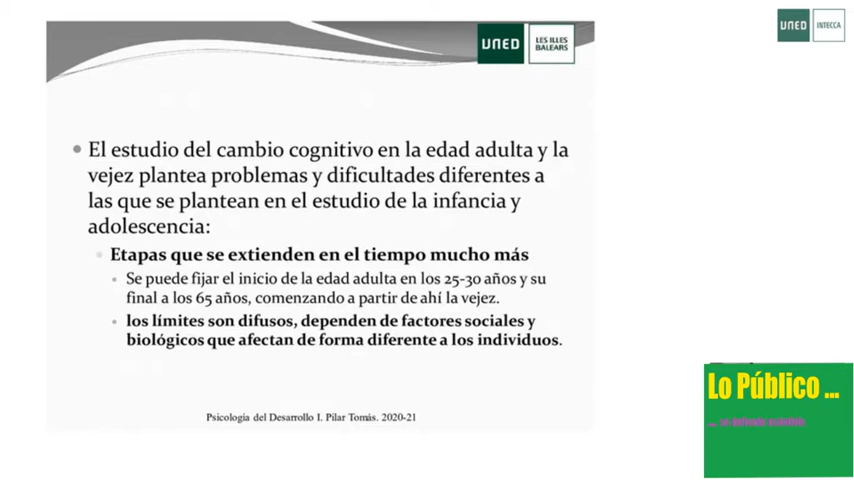 UNED
INTECCA
UNED
LES ILLES
BALEARS
El estudio del cambio cognitivo en la edad adulta y la
vejez plantea problemas y dificultades diferentes a
las que se plantean en el estudio de la infancia y
adolescencia:
Etapas que se extienden en el tiempo mucho más
Se puede fijar el inicio de la edad adulta en los 25-30 años y su
final a los 65 años, comenzando a partir de ahí la vejez.
los límites son difusos, dependen de factores sociales y
biológicos que afectan de forma diferente a los individuos.
Lo Público ...
Psicología del Desarrollo I. Pilar Tomás. 2020-21